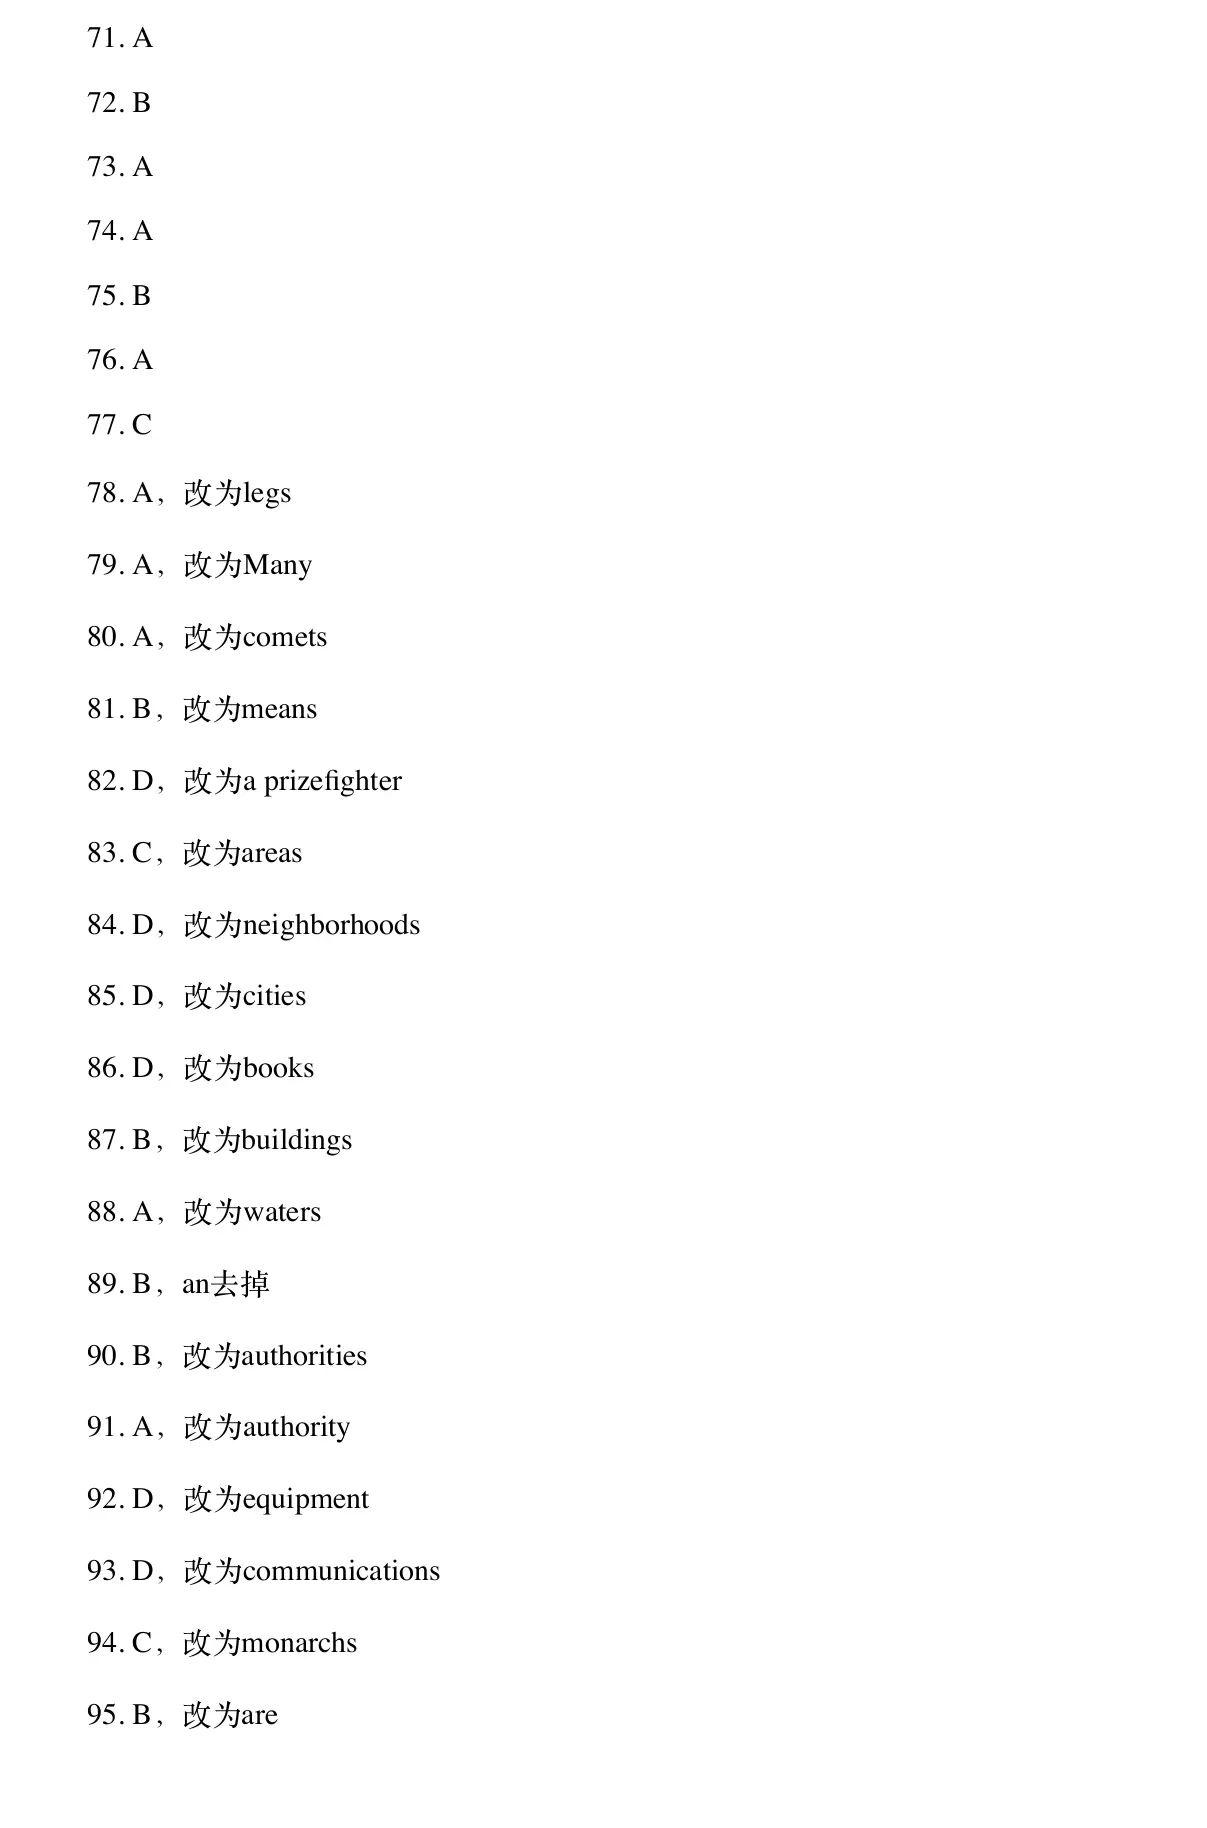 71. A
72. B
73. A
74. A
75. B
76. A
77. C
78. A，改为legs
79. A，改为Many
80. A，改为comets
81. B，改为means
82. D，改为a prizefighter
83. C，改为areas
84. D，改为neighborhoods
85. D，改为cities
86. D，改为books
87. B，改为buildings
88. A，改为waters
89. B，an去掉
90. B，改为authorities
91. A，改为authority
92. D，改为equipment
93. D，改为communications
94. C，改为monarchs
95. B，改为are